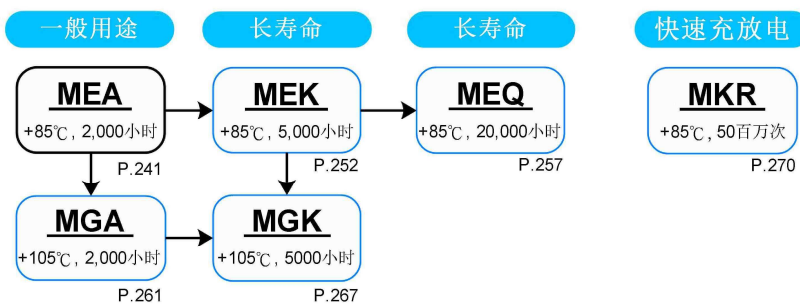 一般用途
长寿命
长寿命
快速充放电
MEA
+85℃, 2,000小时
P.241
MEK
+85℃, 5,000小时
P.252
MEQ
+85℃, 20,000小时
P.257
MKR
+85℃, 50百万次
P.270
MGA
+105℃, 2,000小时
P.261
MGK
+105℃, 5000小时
P.267